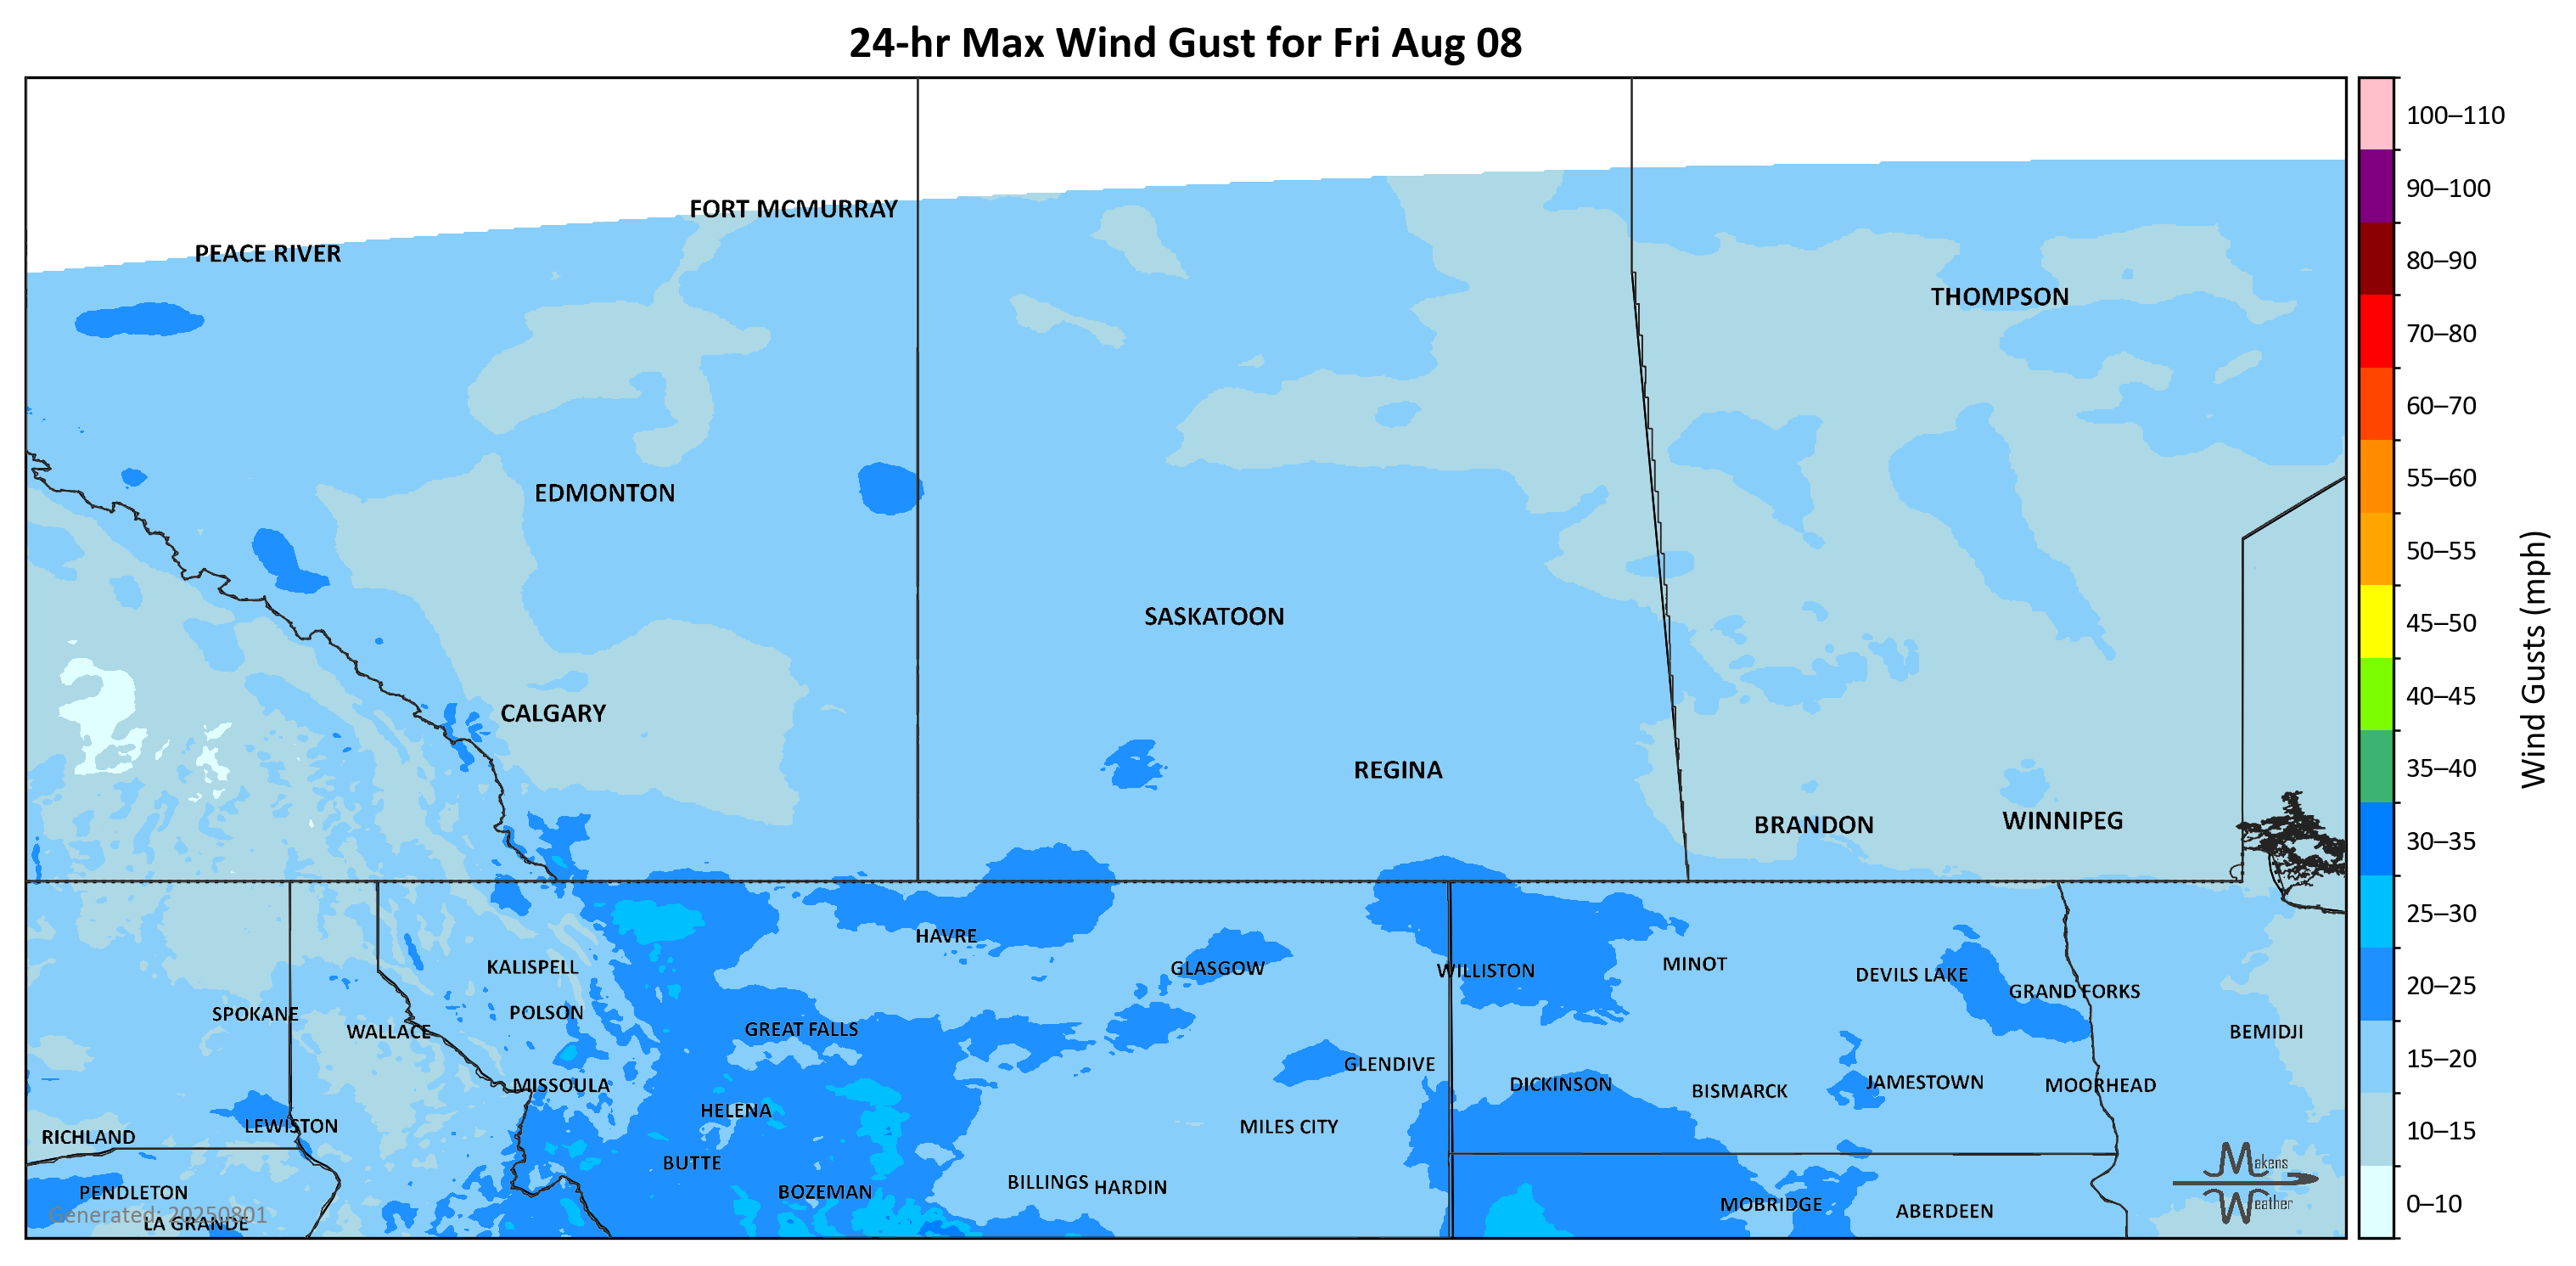 24-hr Max Wind Gust for Fri Aug 08
100–110
FORT MCMURRAY
90–100
PEACE RIVER
80–90
THOMPSON
70–80
60–70
55–60
EDMONTON
50–55
SASKATOON
45–50
Wind Gusts (mph)
CALGARY
40–45
REGINA
35–40
BRANDON
WINNIPEG
30–35
HAVRE
25–30
KALISPELL
GLASGOW
WILLISTON
MINOT
DEVILS LAKE
20–25
GRAND FORKS
SPOKANE
POLSON
WALLACE
GREAT FALLS
BEMIDJI
GLENDIVE
15–20
MISSOULA
DICKINSON
BISMARCK
JAMESTOWN
MOORHEAD
HELENA
LEWISTON
MILES CITY
RICHLAND
10–15
BUTTE
Makens
PENDLETON
BOZEMAN
BILLINGS
HARDIN
Weather
MOBRIDGE
ABERDEEN
0–10
Generated: 20250801
LA GRANDE